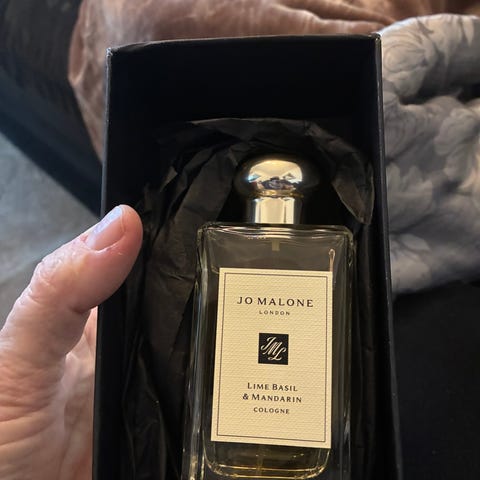 JO MALONE
LONDON
JML
LIME BASIL
& MANDARIN
COLOGNE